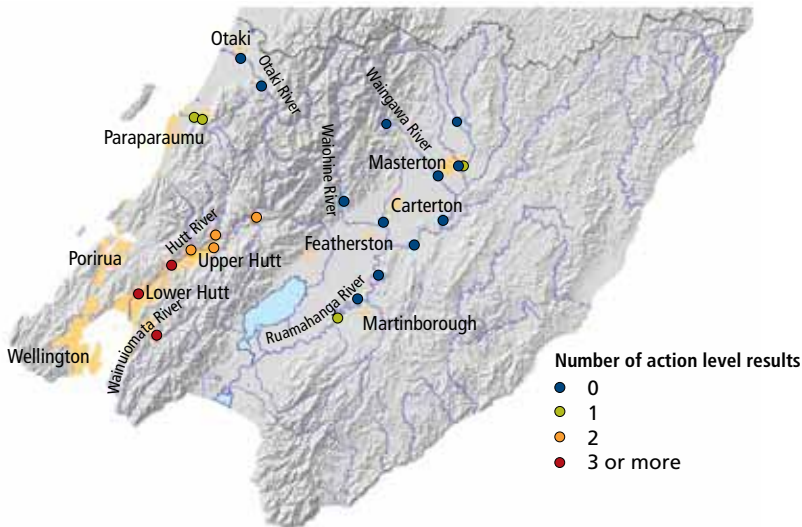 Otaki
Otaki River
Waingawa River
Paraparaumu
Waiohine River
Masterton
Carterton
Hutt River
Featherston
Porirua
Upper Hutt
Lower Hutt
Ruamahanga River
Martinborough
Wainuiomata River
Wellington
Number of action level results
0
1
2
3 or more